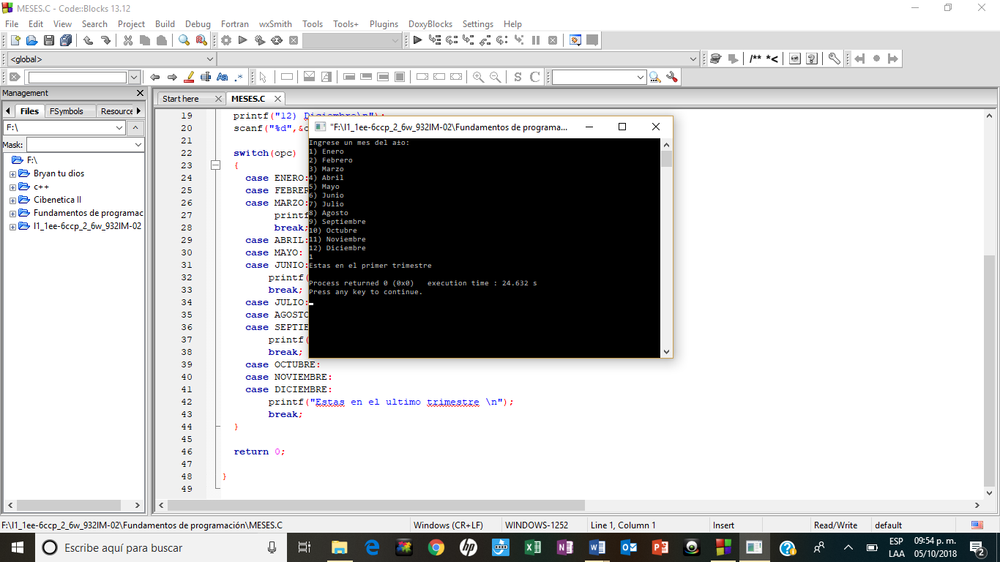 MESES.C - Code::Blocks 13.12
File Edit View Search Project Build Debug Fortran wxSmith Tools Tools+ Plugins DoxyBlocks Settings Help
<global>
/** *<
Aa .*
S C
Management
Files FSymbols Resource
F:\
Mask:
F:\
Bryan tu dios
c++
Cibenetica II
Fundamentos de programac
I1_1ee-6ccp_2_6w_932IM-02
Start here MESES.C
19 printf("12) Diciembre\n");
20 scanf("%d",&o
21
22 switch(opc)
23 {
24 case ENERO:
25 case FEBRER
26 case MARZO:
27 printf
28 break;
29 case ABRIL:
30 case MAYO:
31 case JUNIO:
32 printf(
33 break;
34 case JULIO:
35 case AGOSTO
36 case SEPTIE
37 printf(
38 break;
39 case OCTUBRE:
40 case NOVIEMBRE:
41 case DICIEMBRE:
42 printf("Estas en el ultimo trimestre \n");
43 break;
44 }
45
46 return 0;
47
48 }
49
"F:\I1_1ee-6ccp_2_6w_932IM-02\Fundamentos de programa...
Ingrese un mes del a±o:
1) Enero
2) Febrero
3) Marzo
4) Abril
5) Mayo
6) Junio
7) Julio
8) Agosto
9) Septiembre
10) Octubre
11) Noviembre
12) Diciembre
1
Estas en el primer trimestre
Process returned 0 (0x0) execution time : 24.632 s
Press any key to continue.
F:\I1_1ee-6ccp_2_6w_932IM-02\Fundamentos de programación\MESES.C Windows (CR+LF) WINDOWS-1252 Line 1, Column 1 Insert Read/Write default
Escribe aquí para buscar
ESP
LAA
09:54 p. m.
05/10/2018
2